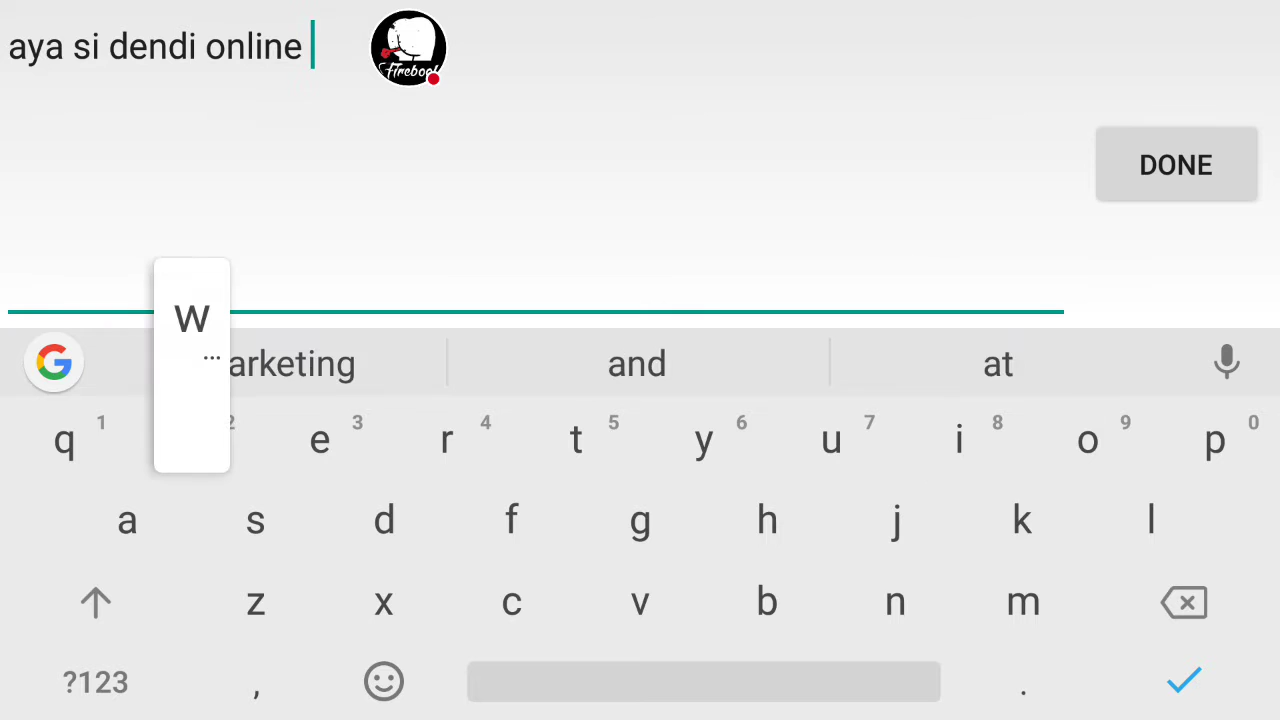 aya si dendi online
DONE
W
...
arketing and at
q 1 2 e 3 r 4 t 5 y 6 u 7 i 8 o 9 p 0
a s d f g h j k l
z x c v b n m
?123 , .